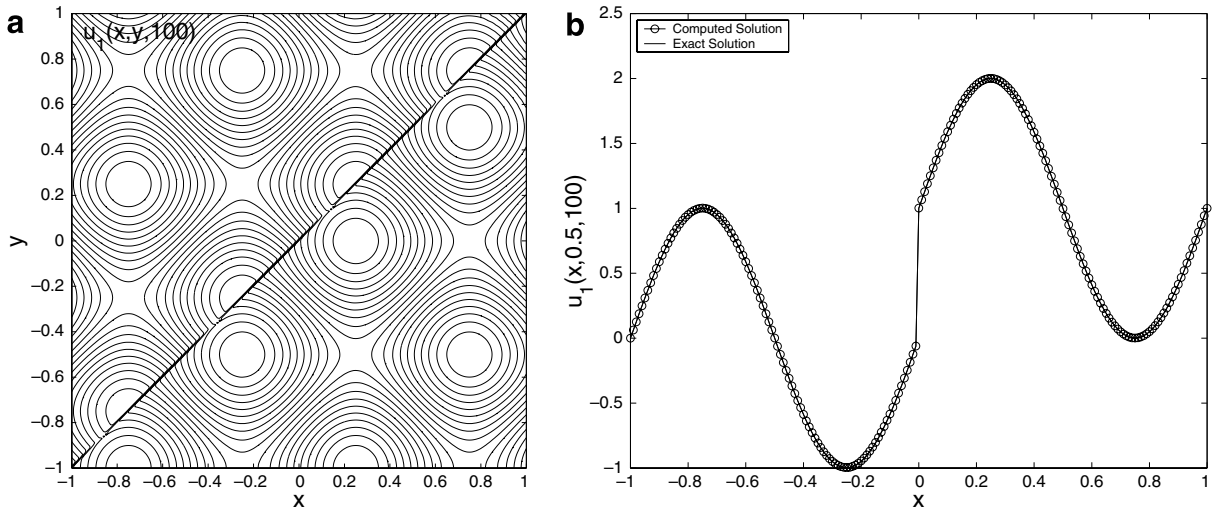 a
u_1(x,y,100)
1
0.8
0.6
0.4
0.2
0
−0.2
−0.4
−0.6
−0.8
−1
y
−1 −0.8 −0.6 −0.4 −0.2 0 0.2 0.4 0.6 0.8 1
x
b
Computed Solution
Exact Solution
2.5
2
1.5
1
0.5
0
−0.5
−1
u_1(x,0.5,100)
−1 −0.8 −0.6 −0.4 −0.2 0 0.2 0.4 0.6 0.8 1
x